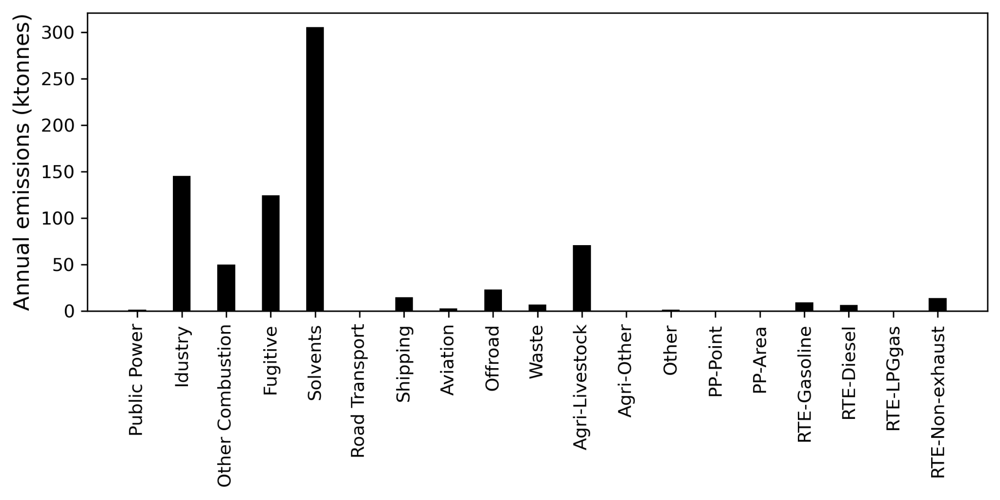 Annual emissions (ktonnes)
300
250
200
150
100
50
0
Public Power
Idustry
Other Combustion
Fugitive
Solvents
Road Transport
Shipping
Aviation
Offroad
Waste
Agri-Livestock
Agri-Other
Other
PP-Point
PP-Area
RTE-Gasoline
RTE-Diesel
RTE-LPGgas
RTE-Non-exhaust